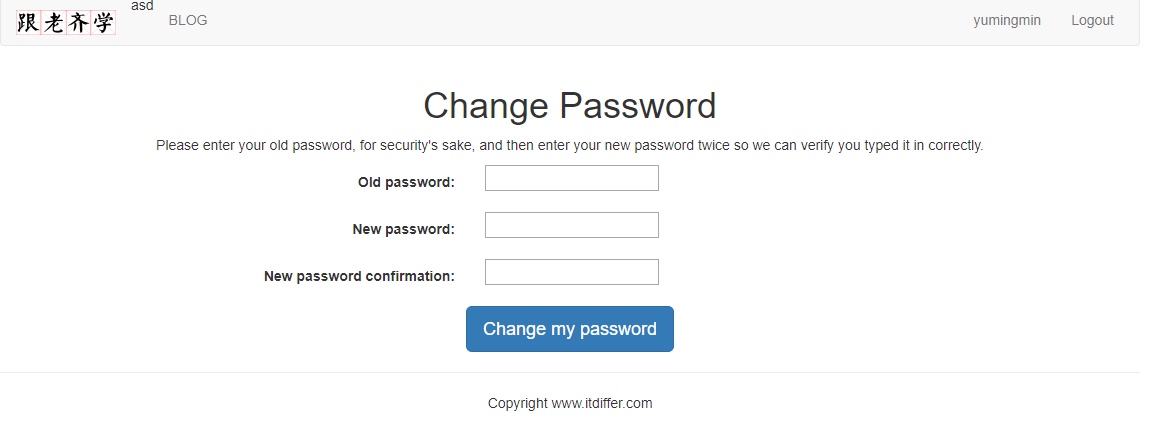 跟老齐学 asd BLOG yumingmin Logout
Change Password
Please enter your old password, for security's sake, and then enter your new password twice so we can verify you typed it in correctly.
Old password:
New password:
New password confirmation:
Change my password
Copyright www.itdiffer.com